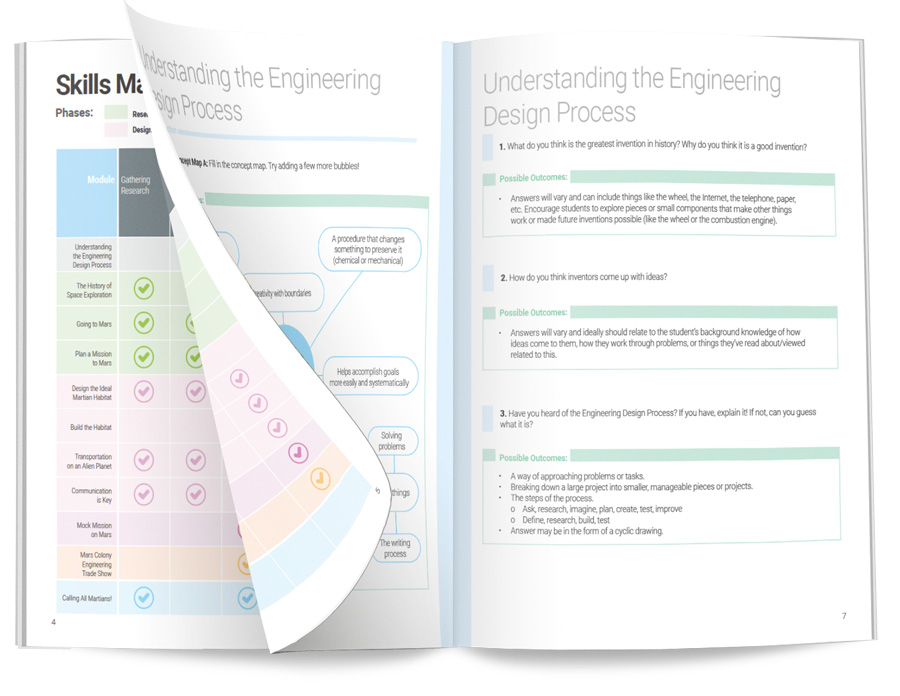 Skills Ma
Phases:
Resea
Design
Module
Gathering
Research
Understanding
the Engineering
Design Process
The History of
Space Exploration
Going to Mars
Plan a Mission
to Mars
Design the Ideal
Martian Habitat
Build the Habitat
Transportation
on an Alien Planet
Communication
is Key
Mock Mission
on Mars
Mars Colony
Engineering
Trade Show
Calling All Martians!
4
5
Understanding the Engineering
Design Process
cept Map A: Fill in the concept map. Try adding a few more bubbles!
s:
A procedure that changes
something to preserve it
(chemical or mechanical)
reativity with boundaries
Helps accomplish goals
more easily and systematically
Solving
problems
things
The writing
process
Understanding the Engineering
Design Process
1. What do you think is the greatest invention in history? Why do you think it is a good invention?
Possible Outcomes:
• Answers will vary and can include things like the wheel, the Internet, the telephone, paper,
etc. Encourage students to explore pieces or small components that make other things
work or made future inventions possible (like the wheel or the combustion engine).
2. How do you think inventors come up with ideas?
Possible Outcomes:
• Answers will vary and ideally should relate to the student's background knowledge of how
ideas come to them, how they work through problems, or things they've read about/viewed
related to this.
3. Have you heard of the Engineering Design Process? If you have, explain it! If not, can you guess
what it is?
Possible Outcomes:
• A way of approaching problems or tasks.
• Breaking down a large project into smaller, manageable pieces or projects.
• The steps of the process.
o Ask, research, imagine, plan, create, test, improve
o Define, research, build, test
• Answer may be in the form of a cyclic drawing.
7